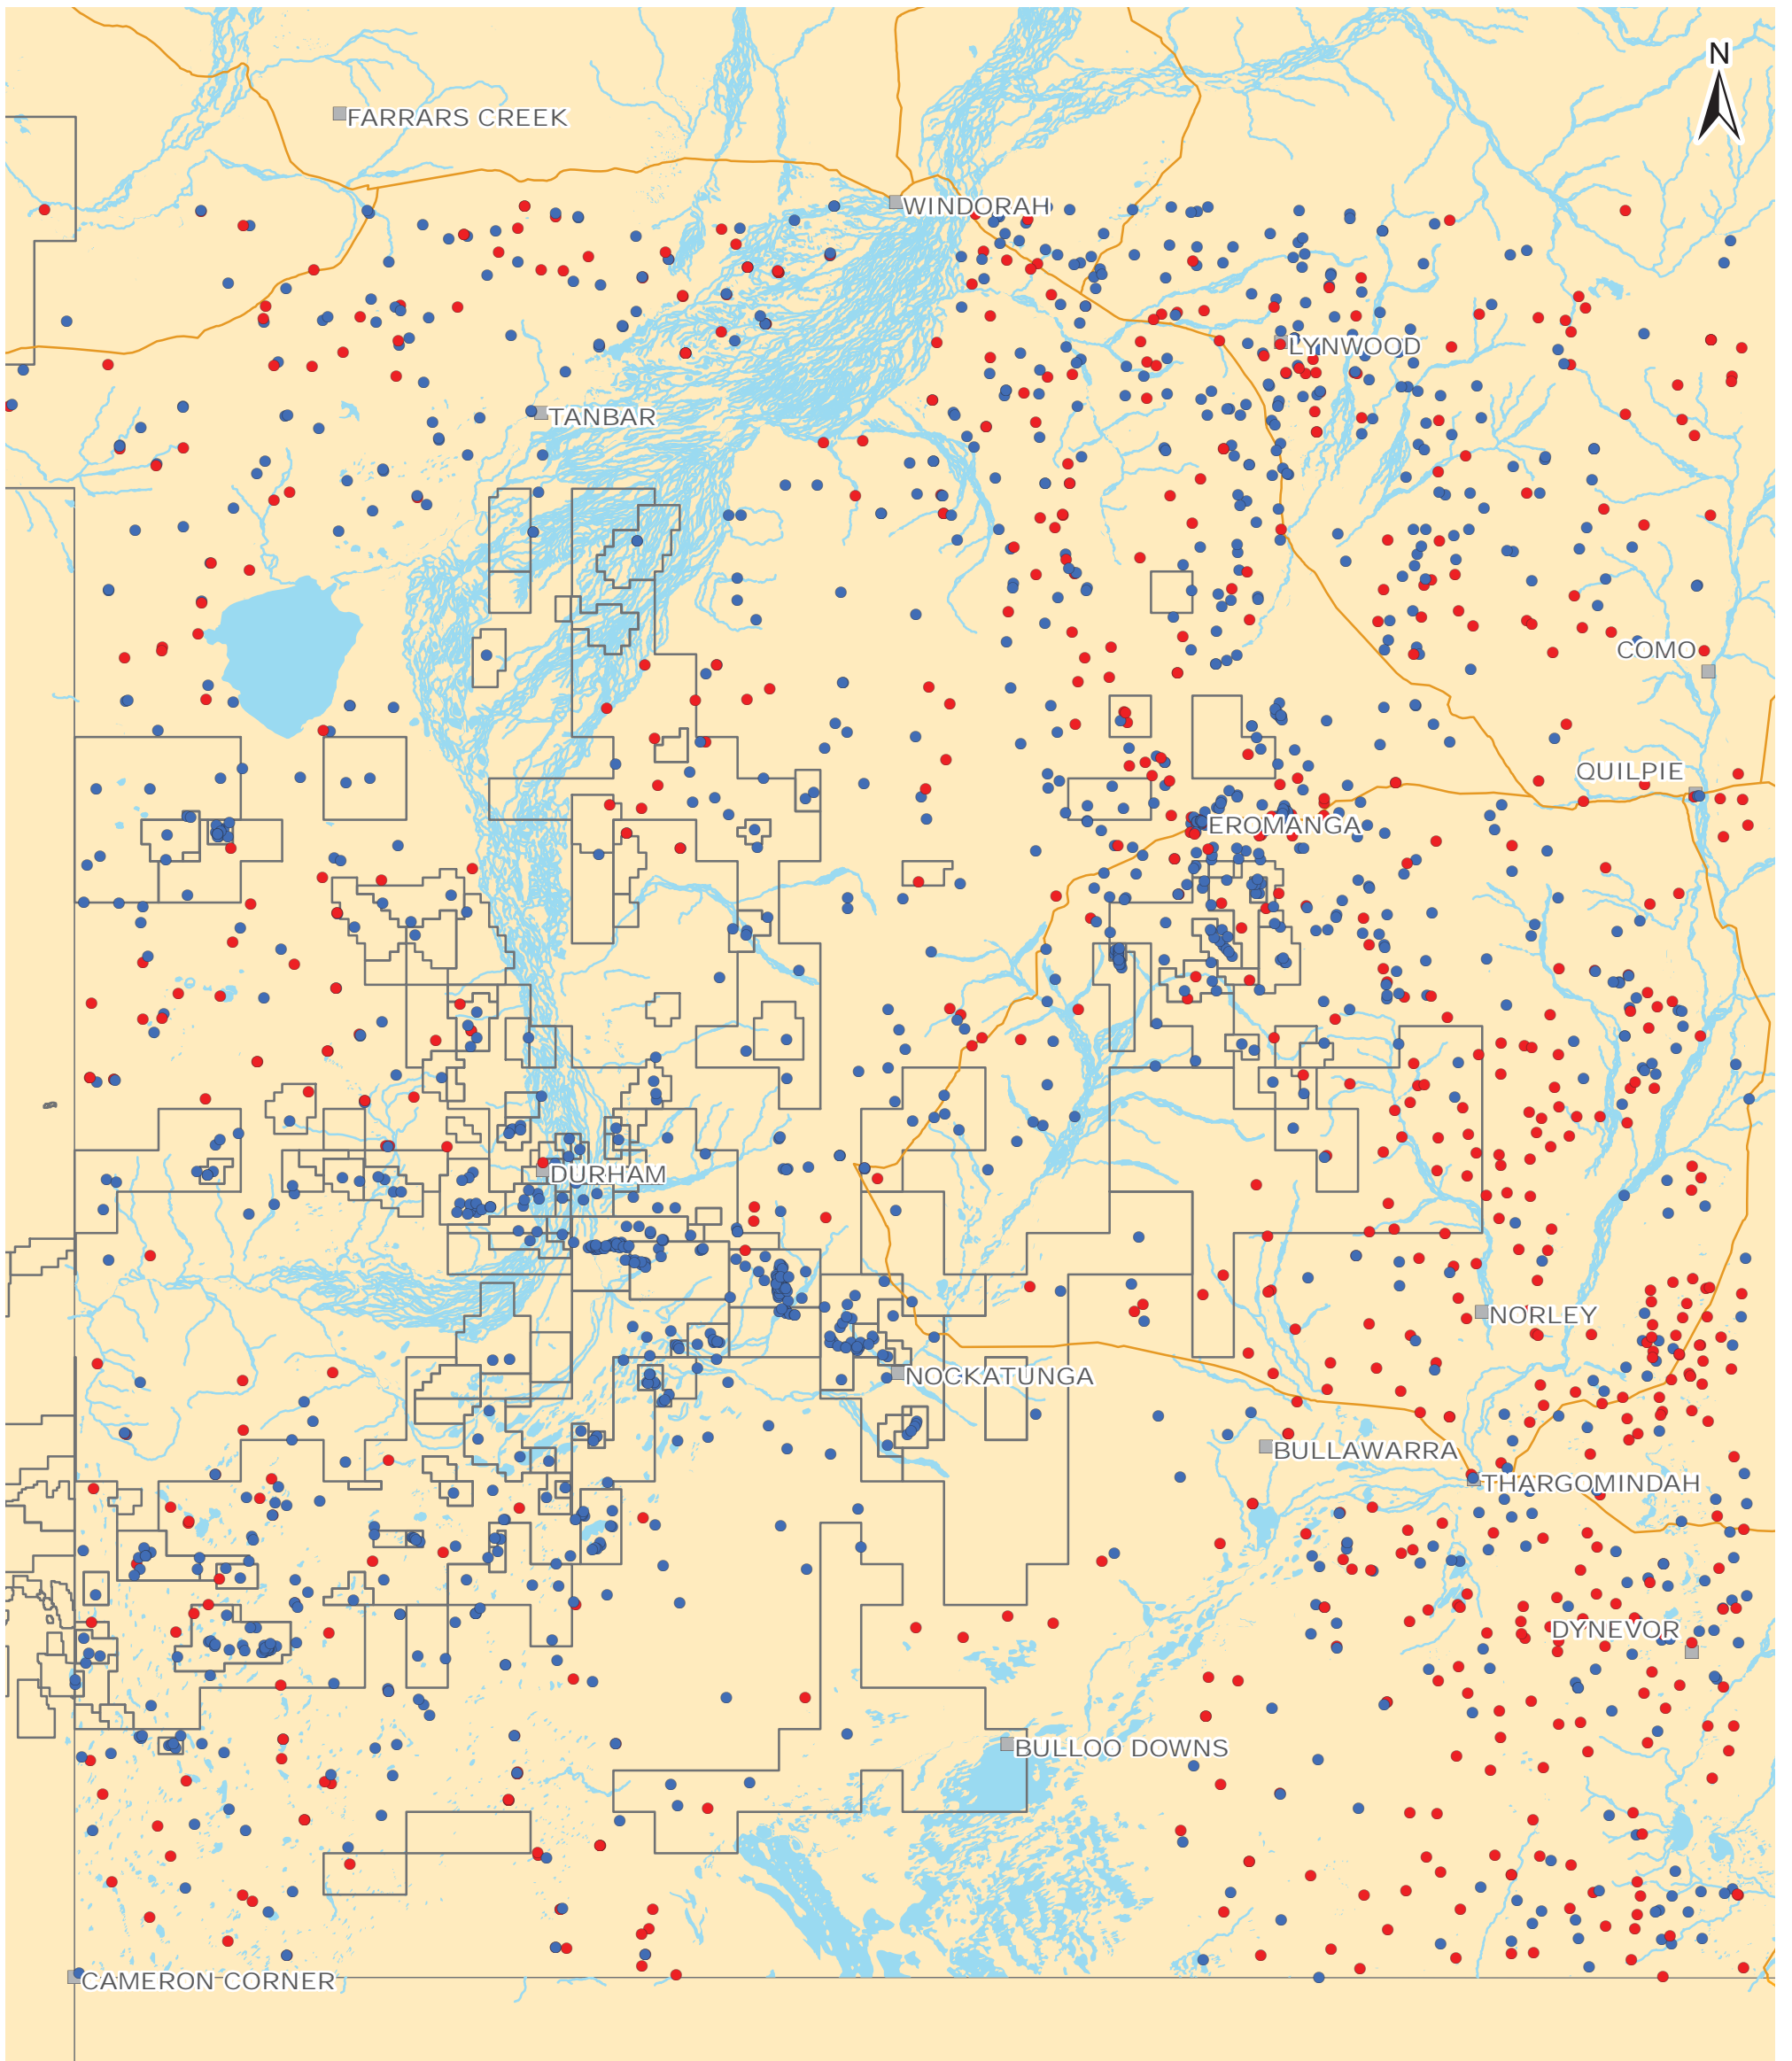 N
FARRARS CREEK
WINDORAH
LYNWOOD
TANBAR
COMO
QUILPIE
EROMANGA
DURHAM
NORLEY
NOCKATUNGA
BULLAWARRA
THARGOMINDAH
DYNEVOR
BULLOO DOWNS
CAMERON CORNER